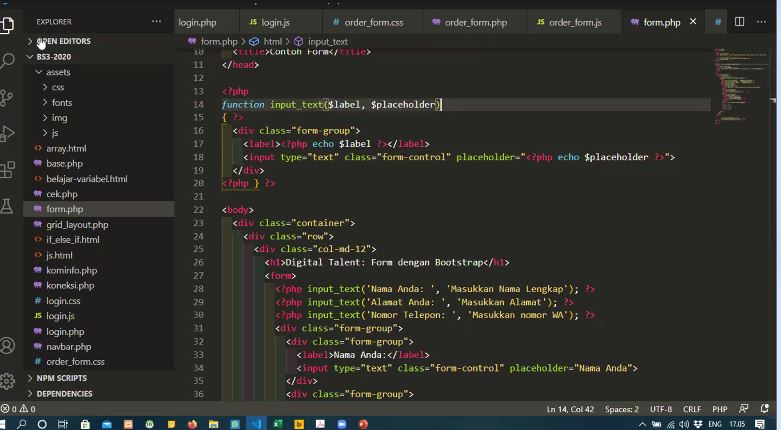 EXPLORER
OPEN EDITORS
BS3-2020
assets
css
fonts
img
js
array.html
base.php
belajar-variabel.html
cek.php
form.php
grid_layout.php
if_else_if.html
js.html
kominfo.php
koneksi.php
login.css
login.js
login.php
navbar.php
order_form.css
NPM SCRIPTS
DEPENDENCIES
login.php JS login.js # order_form.css order_form.php JS order_form.js form.php #
form.php > html > input_text
10 <title>Contoh Form</title>
11 </head>
12
13 <?php
14 function input_text($label, $placeholder)
15 { ?>
16 <div class="form-group">
17 <label><?php echo $label ?></label>
18 <input type="text" class="form-control" placeholder="<?php echo $placeholder ?>">
19 </div>
20 <?php } ?>
21
22 <body>
23 <div class="container">
24 <div class="row">
25 <div class="col-md-12">
26 <h1>Digital Talent: Form dengan Bootstrap</h1>
27 <form>
28 <?php input_text('Nama Anda: ', 'Masukkan Nama Lengkap'); ?>
29 <?php input_text('Alamat Anda: ', 'Masukkan Alamat'); ?>
30 <?php input_text('Nomor Telepon: ', 'Masukkan nomor WA'); ?>
31 <div class="form-group">
32 <div class="form-group">
33 <label>Nama Anda:</label>
34 <input type="text" class="form-control" placeholder="Nama Anda">
35 </div>
36 <div class="form-group">
0 0 Ln 14, Col 42 Spaces: 2 UTF-8 CRLF PHP
17.05